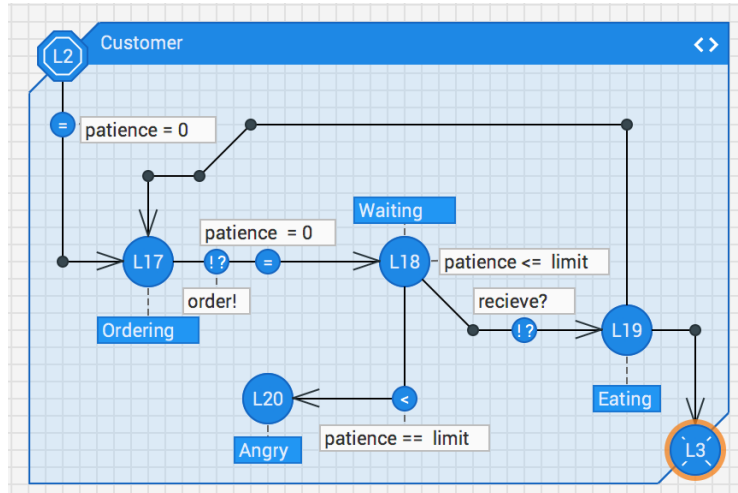 L2
Customer
< >
=
patience = 0
Waiting
patience  = 0
L17
! ?
=
L18
patience <=  limit
order!
recieve?
Ordering
! ?
L19
L20
<
Eating
Angry
patience ==  limit
L3